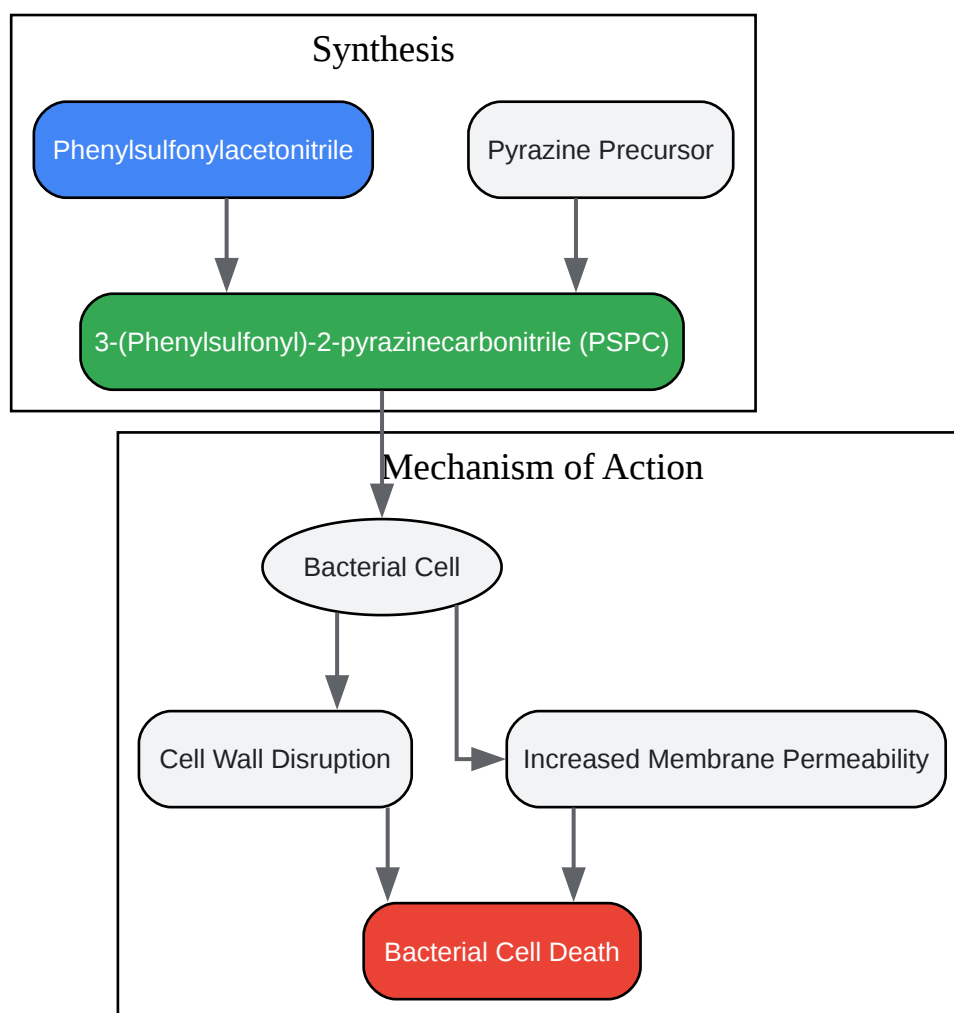 Synthesis
Phenylsulfonylacetonitrile
Pyrazine Precursor
3-(Phenylsulfonyl)-2-pyrazinecarbonitrile (PSPC)
Mechanism of Action
Bacterial Cell
Cell Wall Disruption
Increased Membrane Permeability
Bacterial Cell Death